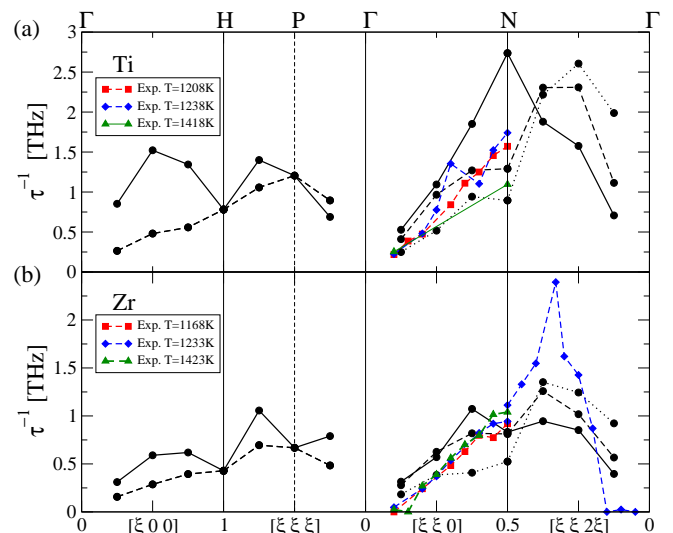 Γ H P Γ N Γ
(a)
3
Ti
2.5
Exp. T=1208K
2
Exp. T=1238K
Exp. T=1418K
1.5
τ⁻¹ [THz]
1
0.5
0
(b)
Zr
2
Exp. T=1168K
Exp. T=1233K
1.5
Exp. T=1423K
τ⁻¹ [THz]
1
0.5
0
0 [ξ 0 0] 1 [ξ ξ ξ] 0 [ξ ξ 0] 0.5 [ξ ξ 2ξ] 0